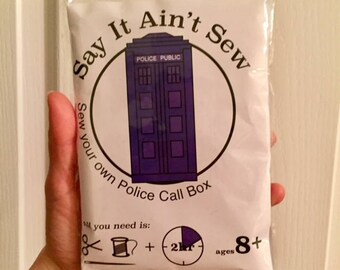 Say It Ain't Sew
POLICE PUBLIC
Sew your own Police Call Box
you need is:
+
2hr
ages 8+